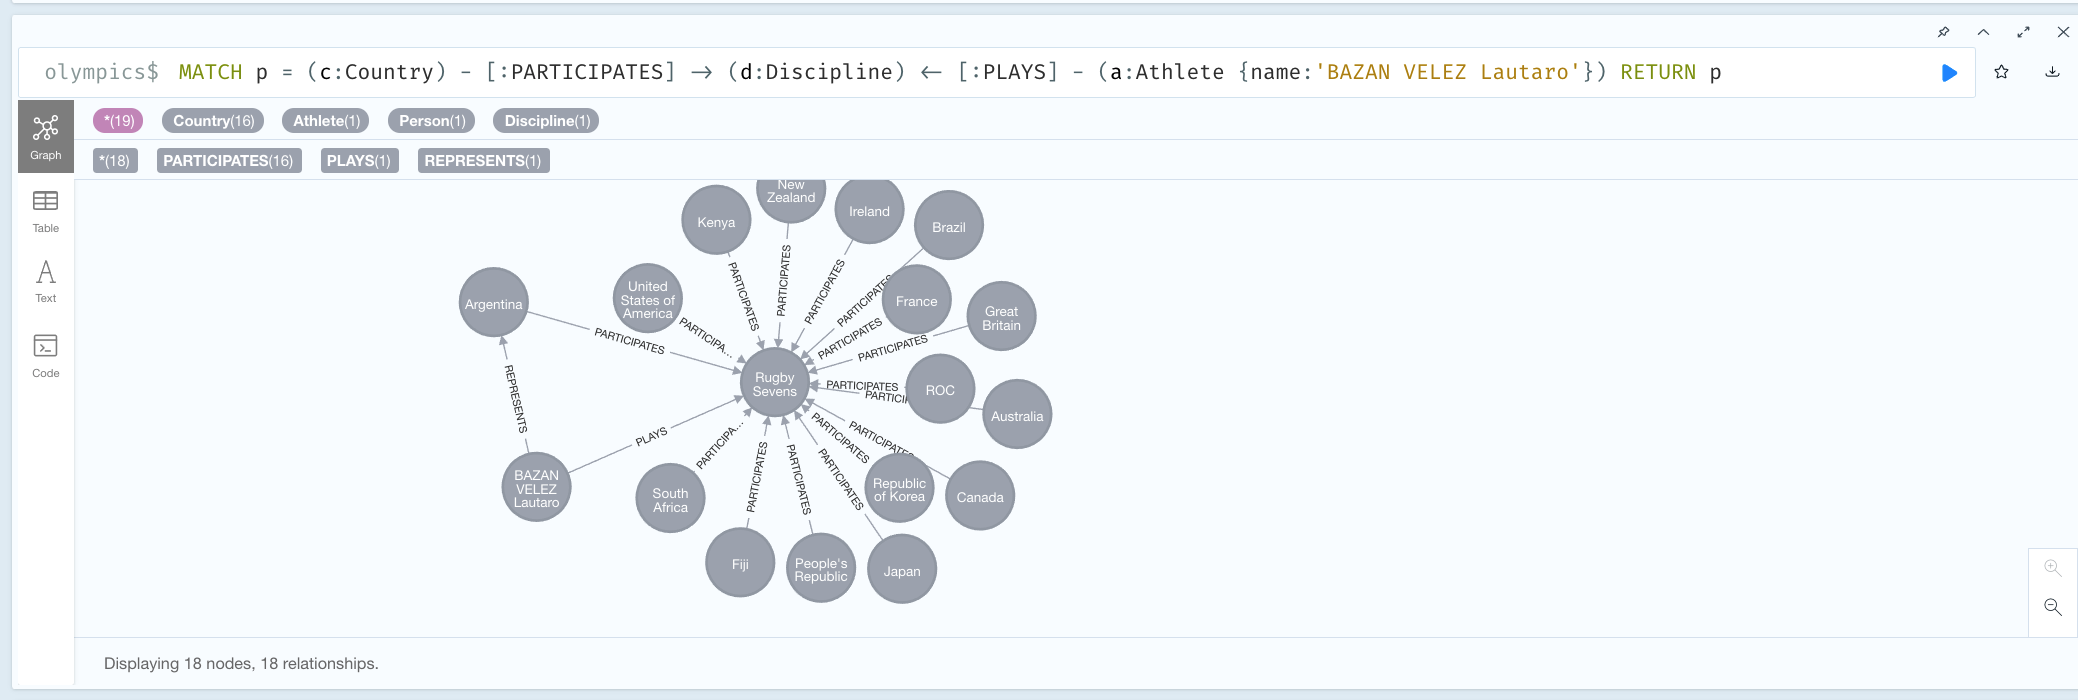 olympics$ MATCH p = (c:Country) - [:PARTICIPATES] → (d:Discipline) ← [:PLAYS] - (a:Athlete {name:'BAZAN VELEZ Lautaro'}) RETURN p
*(19) Country(16) Athlete(1) Person(1) Discipline(1)
*(18) PARTICIPATES(16) PLAYS(1) REPRESENTS(1)
Graph
Table
Text
Code
New
Zealand
Kenya
Ireland
Brazil
United
States of
America
Argentina
France
Great
Britain
Rugby
Sevens
ROC
Australia
BAZAN
VELEZ
Lautaro
South
Africa
Republic
of Korea
Canada
Fiji
People's
Republic
Japan
PARTICIPATES
PARTICIPATES
PARTICIPATES
PARTICIPATES
PARTICIPA...
PARTICIPATES
PARTICIPATES
PARTICIPATES
PARTICIPATES
PARTICI
REPRESENTS
PLAYS
PARTICIPA...
PARTICIPATES
PARTICIPATES
PARTICIPATES
PARTICIPATES
PARTICIPATES
Displaying 18 nodes, 18 relationships.